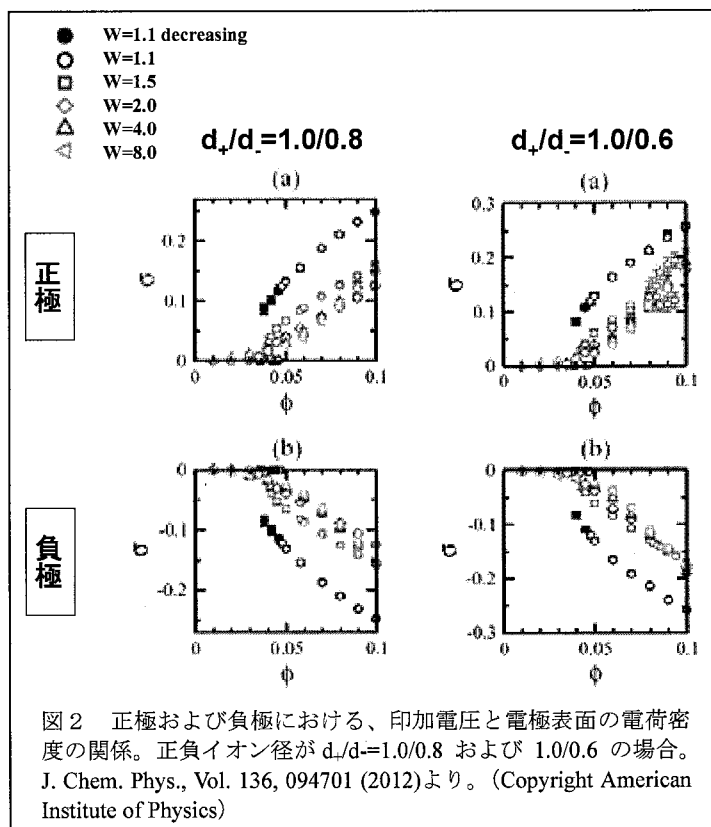 W=1.1 decreasing
W=1.1
W=1.5
W=2.0
W=4.0
W=8.0
d₊/d₋=1.0/0.8
d₊/d₋=1.0/0.6
正極
(a)
0.2
0.1
0
σ
0
0.05
0.1
ϕ
(a)
0.3
0.2
0.1
0
σ
0
0.05
0.1
ϕ
負極
(b)
0
-0.1
-0.2
σ
0
0.05
0.1
ϕ
(b)
0
-0.1
-0.2
-0.3
σ
0
0.05
0.1
ϕ
図2 正極および負極における、印加電圧と電極表面の電荷密
度の関係。正負イオン径が d₊/d-=1.0/0.8 および 1.0/0.6 の場合。
J. Chem. Phys., Vol. 136, 094701 (2012)より。(Copyright American
Institute of Physics)